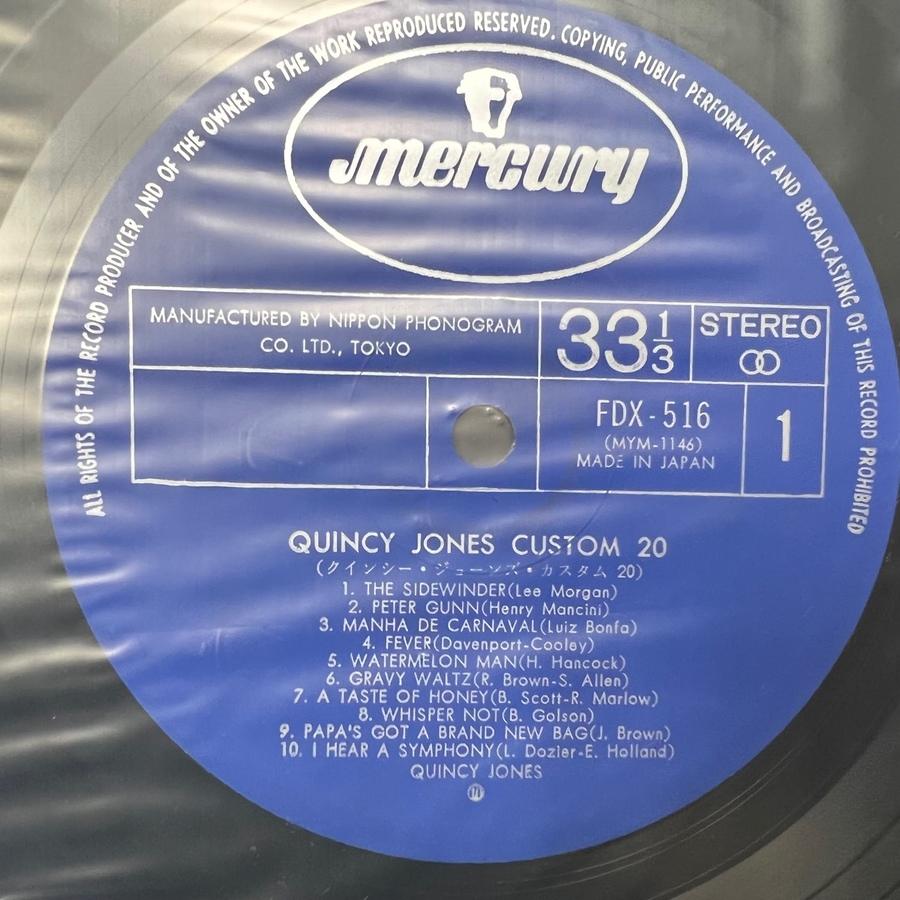 ALL RIGHTS OF THE RECORD PRODUCER AND OF THE OWNER OF THE WORK REPRODUCED RESERVED. COPYING, PUBLIC PERFORMANCE AND BROADCASTING OF THIS RECORD PROHIBITED
mercury
MANUFACTURED BY NIPPON PHONOGRAM
CO. LTD., TOKYO
33 1/3
STEREO
FDX-516
(MYM-1146)
MADE IN JAPAN
1
QUINCY JONES CUSTOM 20
(クインシー・ジョーンズ・カスタム 20)
1. THE SIDEWINDER(Lee Morgan)
2. PETER GUNN(Henry Mancini)
3. MANHA DE CARNAVAL(Luiz Bonfa)
4. FEVER(Davenport-Cooley)
5. WATERMELON MAN(H. Hancock)
6. GRAVY WALTZ(R. Brown-S. Allen)
7. A TASTE OF HONEY(B. Scott-R. Marlow)
8. WHISPER NOT(B. Golson)
9. PAPA'S GOT A BRAND NEW BAG(J. Brown)
10. I HEAR A SYMPHONY(L. Dozier-E. Holland)
QUINCY JONES